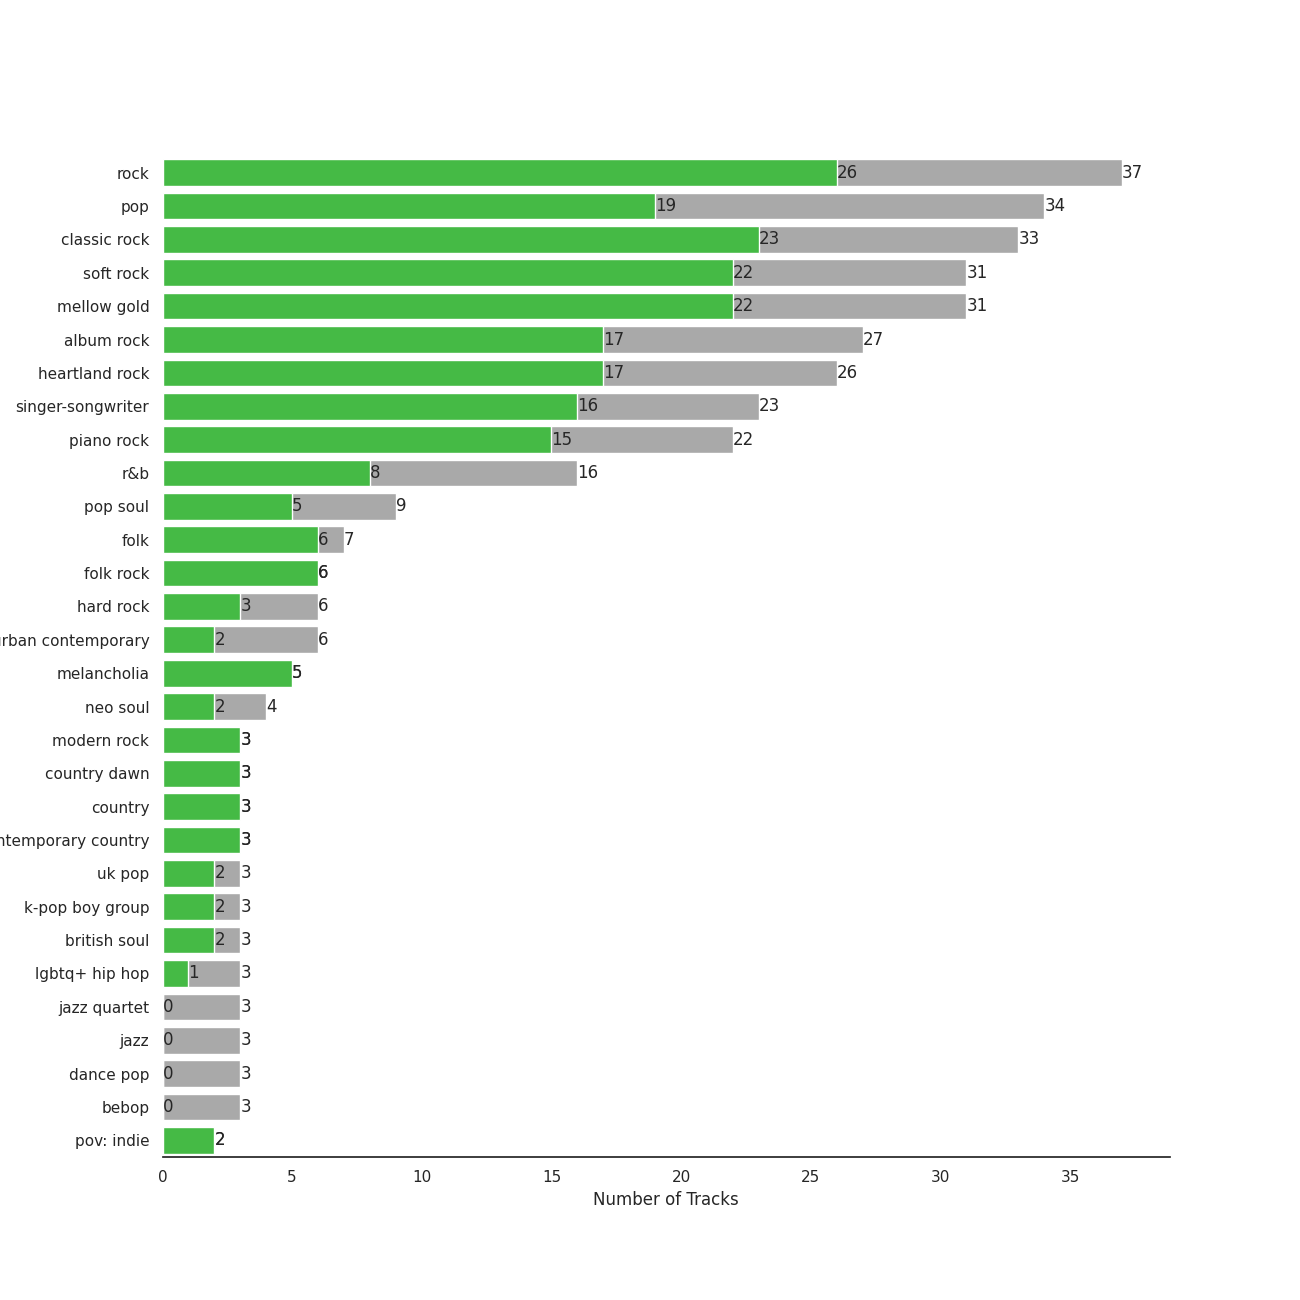 rock 26 37
pop 19 34
classic rock 23 33
soft rock 22 31
mellow gold 22 31
album rock 17 27
heartland rock 17 26
singer-songwriter 16 23
piano rock 15 22
r&b 8 16
pop soul 5 9
folk 6 7
folk rock 6
hard rock 3 6
contemporary 2 6
melancholia 5
neo soul 2 4
modern rock 3
country dawn 3
country 3
country 3
uk pop 2 3
k-pop boy group 2 3
british soul 2 3
lgbtq+ hip hop 1 3
jazz quartet 0 3
jazz 0 3
dance pop 0 3
bebop 0 3
pov: indie 2
0 5 10 15 20 25 30 35
Number of Tracks